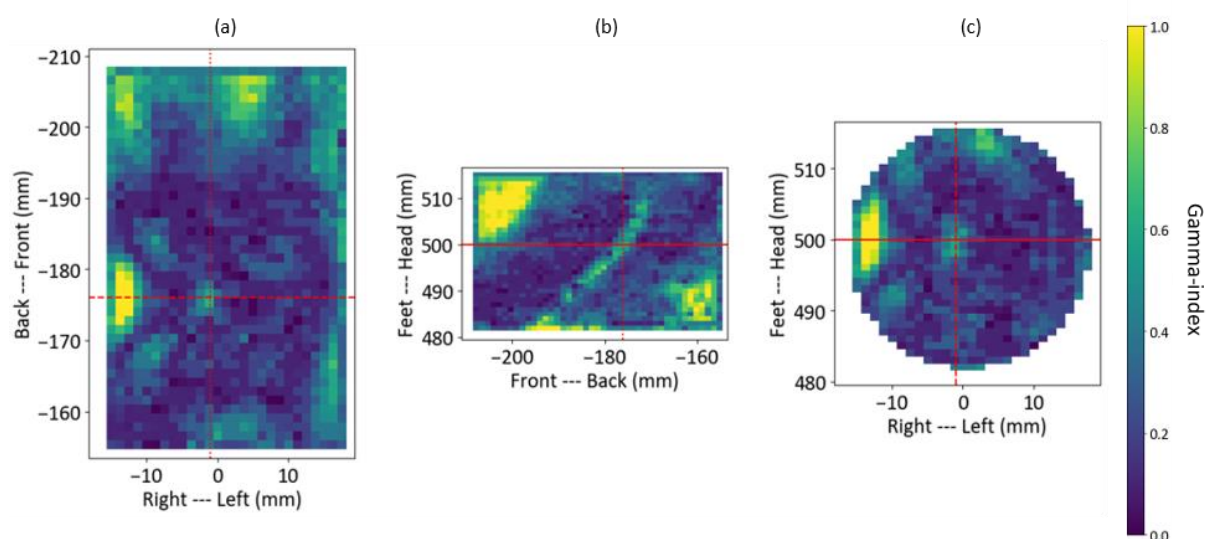 (a)
(b)
(c)
−210
−200
−190
−180
−170
−160
Back --- Front (mm)
−10
0
10
Right --- Left (mm)
510
500
490
480
Feet --- Head (mm)
−200
−180
−160
Front --- Back (mm)
510
500
490
480
Feet --- Head (mm)
−10
0
10
Right --- Left (mm)
1.0
0.8
0.6
0.4
0.2
0.0
Gamma-index